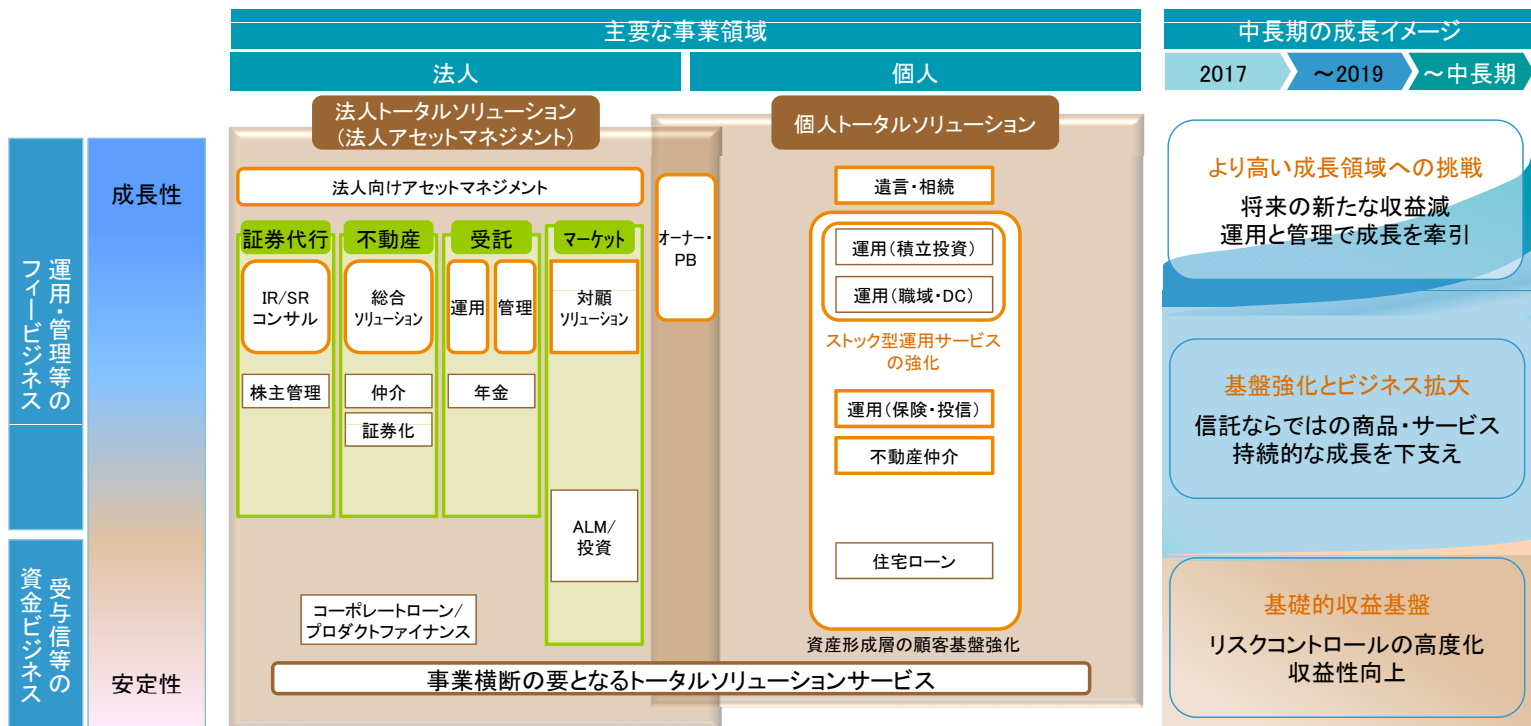 主要な事業領域
中長期の成長イメージ
法人
個人
2017
～2019
～中長期
法人トータルソリューション
(法人アセットマネジメント)
個人トータルソリューション
運用・管理等の
フィービジネス
受与信等の
資金ビジネス
成長性
安定性
法人向けアセットマネジメント
証券代行
不動産
受託
マーケット
IR/SR
コンサル
総合
ソリューション
運用
管理
対顧
ソリューション
株主管理
仲介
証券化
年金
ALM/
投資
コーポレートローン/
プロダクトファイナンス
オーナー・
PB
遺言・相続
運用(積立投資)
運用(職域・DC)
ストック型運用サービス
の強化
運用(保険・投信)
不動産仲介
住宅ローン
資産形成層の顧客基盤強化
事業横断の要となるトータルソリューションサービス
より高い成長領域への挑戦
将来の新たな収益減
運用と管理で成長を牽引
基盤強化とビジネス拡大
信託ならではの商品・サービス
持続的な成長を下支え
基礎的収益基盤
リスクコントロールの高度化
収益性向上